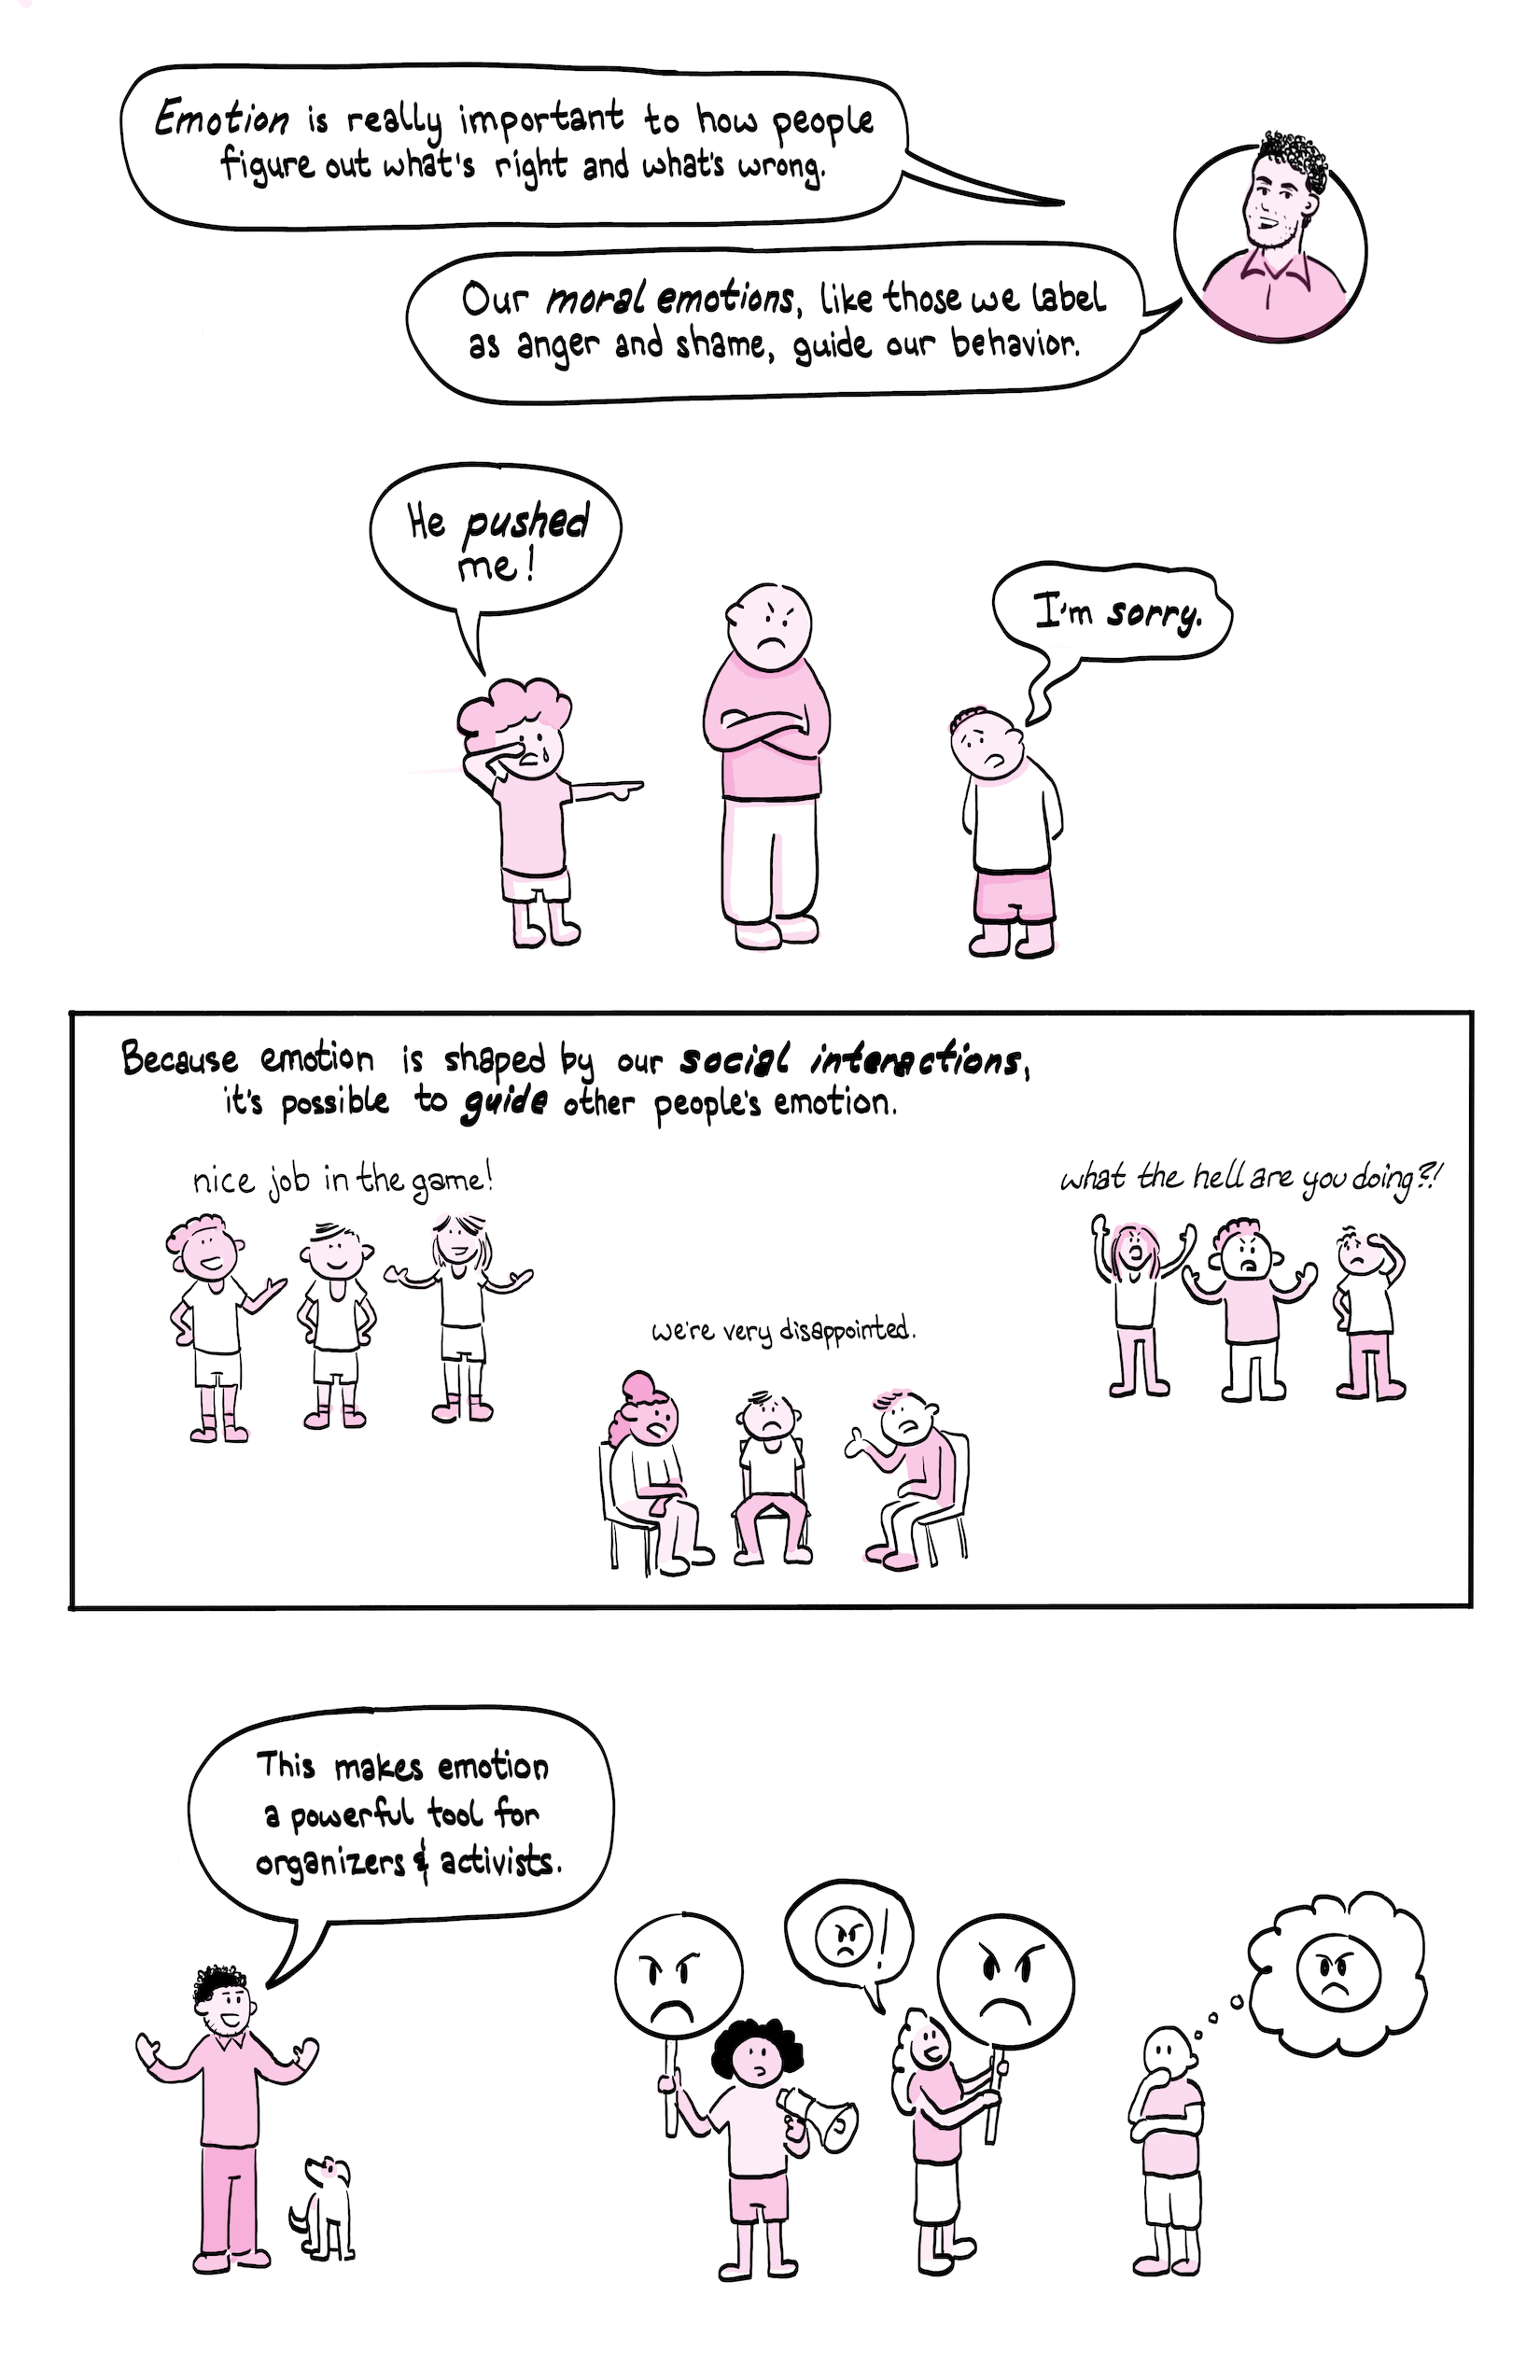 Emotion is really important to how people
figure out what's right and what's wrong.
Our moral emotions, like those we label
as anger and shame, guide our behavior.
He pushed
me!
I'm sorry.
Because emotion is shaped by our social interactions,
it's possible to guide other people's emotion.
nice job in the game!
what the hell are you doing?!
we're very disappointed.
This makes emotion
a powerful tool for
organizers & activists.
!